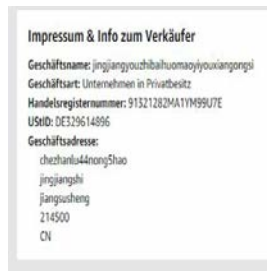 Impressum & Info zum Verkäufer
Geschäftsname: jingjiangyouzhibaihuomaoyiyouxiangongsi
Geschäftsart: Unternehmen in Privatbesitz
Handelsregisternummer: 91321282MA1YM99U7E
UStID: DE329614896
Geschäftsadresse:
chezhanlu44nong5hao
jingjiangshi
jiangsusheng
214500
CN